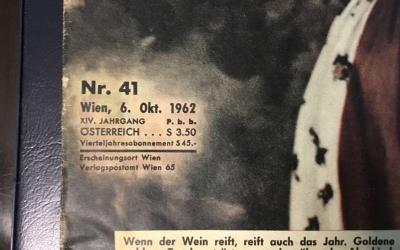 Nr. 41
Wien, 6. Okt. 1962
XIV. JAHRGANG P. b. b.
ÖSTERREICH . . . S 3.50
Vierteljahresabonnement S 45.-
Erscheinungsort Wien
Verlagspostamt Wien 65
Wenn der Wein reift, reift auch das Jahr. Goldene